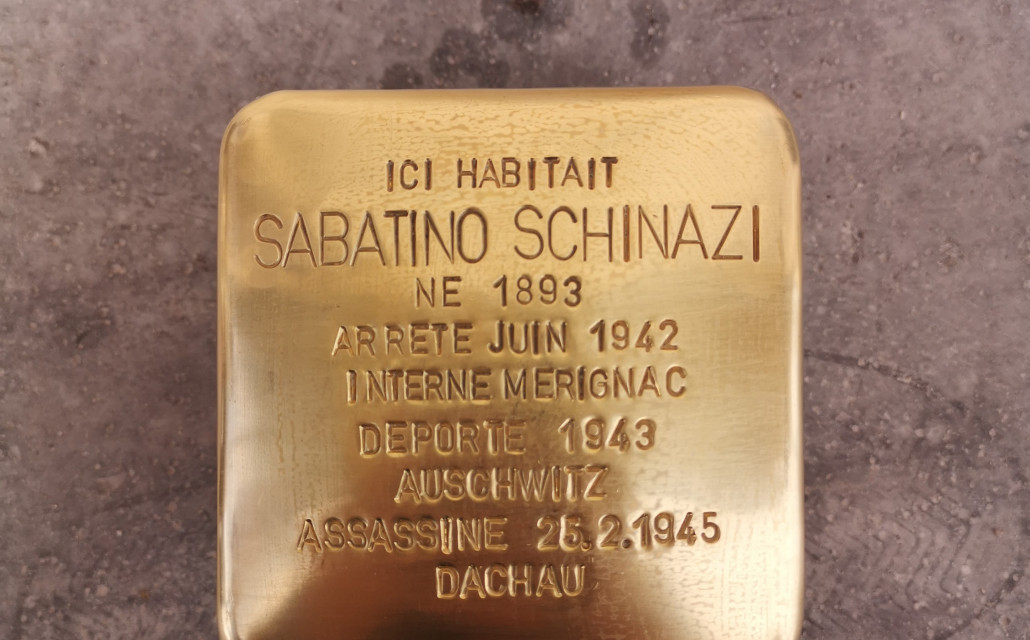 ICI HABITAIT
SABATINO SCHINAZI
NE 1893
ARRETE JUIN 1942
INTERNE MERIGNAC
DEPORTE 1943
AUSCHWITZ
ASSASSINE 25.2.1945
DACHAU